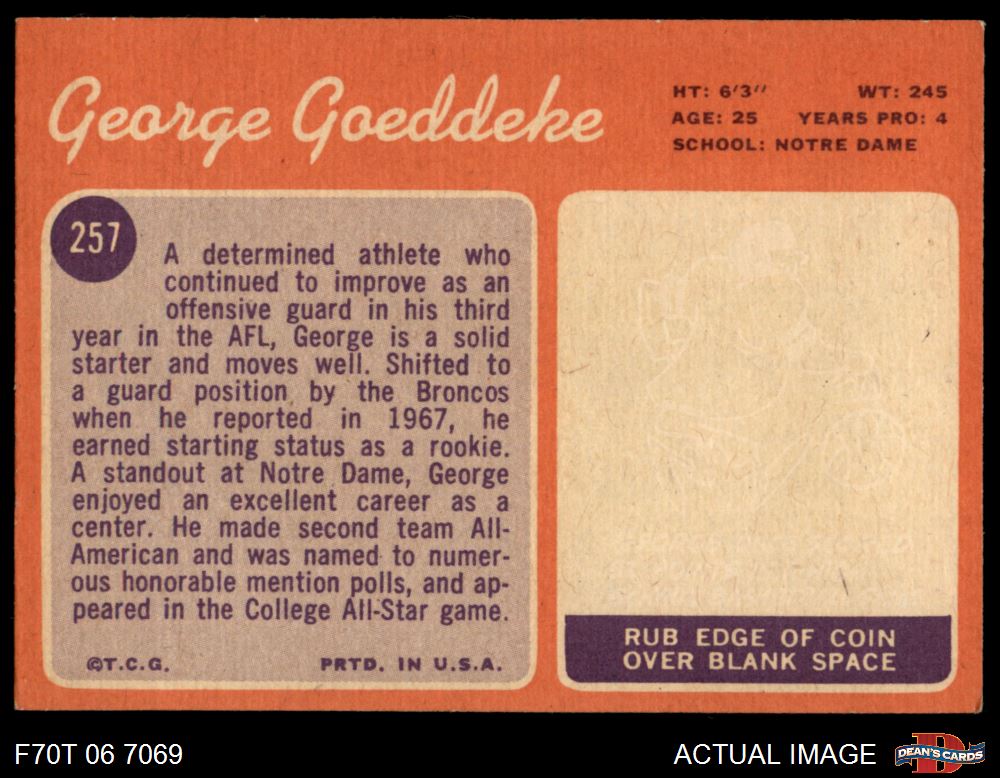 George Goeddeke
HT: 6'3" WT: 245
AGE: 25 YEARS PRO: 4
SCHOOL: NOTRE DAME
257
A determined athlete who
continued to improve as an
offensive guard in his third
year in the AFL, George is a solid
starter and moves well. Shifted to
a guard position by the Broncos
when he reported in 1967, he
earned starting status as a rookie.
A standout at Notre Dame, George
enjoyed an excellent career as a
center. He made second team All-
American and was named to numer-
ous honorable mention polls, and ap-
peared in the College All-Star game.
©T.C.G. PRTD. IN U.S.A.
RUB EDGE OF COIN
OVER BLANK SPACE
F70T 06 7069
ACTUAL IMAGE
D
DEAN'S CARDS